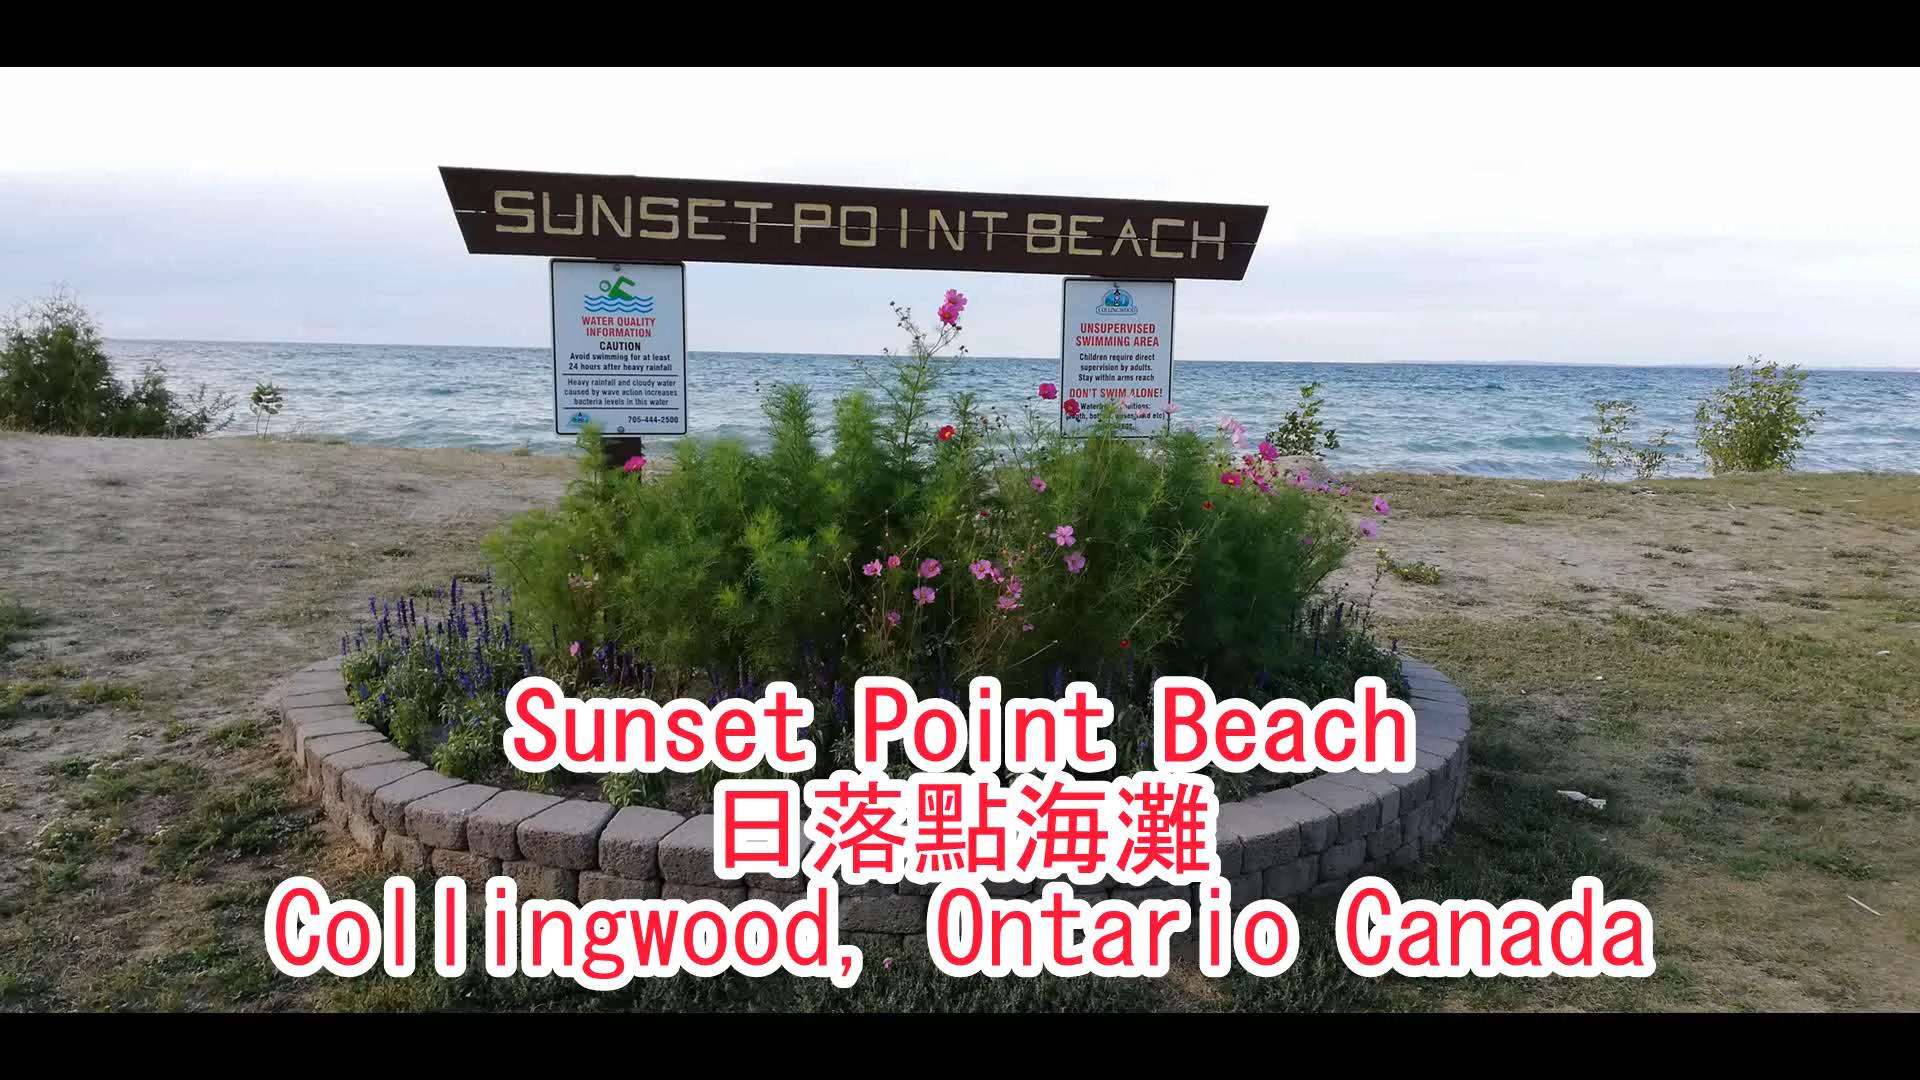 SUNSET POINT BEACH
WATER QUALITY
INFORMATION
CAUTION
Avoid swimming for at least
24 hours after heavy rainfall
Heavy rainfall and cloudy water
caused by wave action increases
bacteria levels in this water
705-444-2500
COLLINGWOOD
UNSUPERVISED
SWIMMING AREA
Children require direct
supervision by adults.
Stay within arms reach
DON'T SWIM ALONE!
Sunset Point Beach
日落點海灘
Collingwood, Ontario Canada